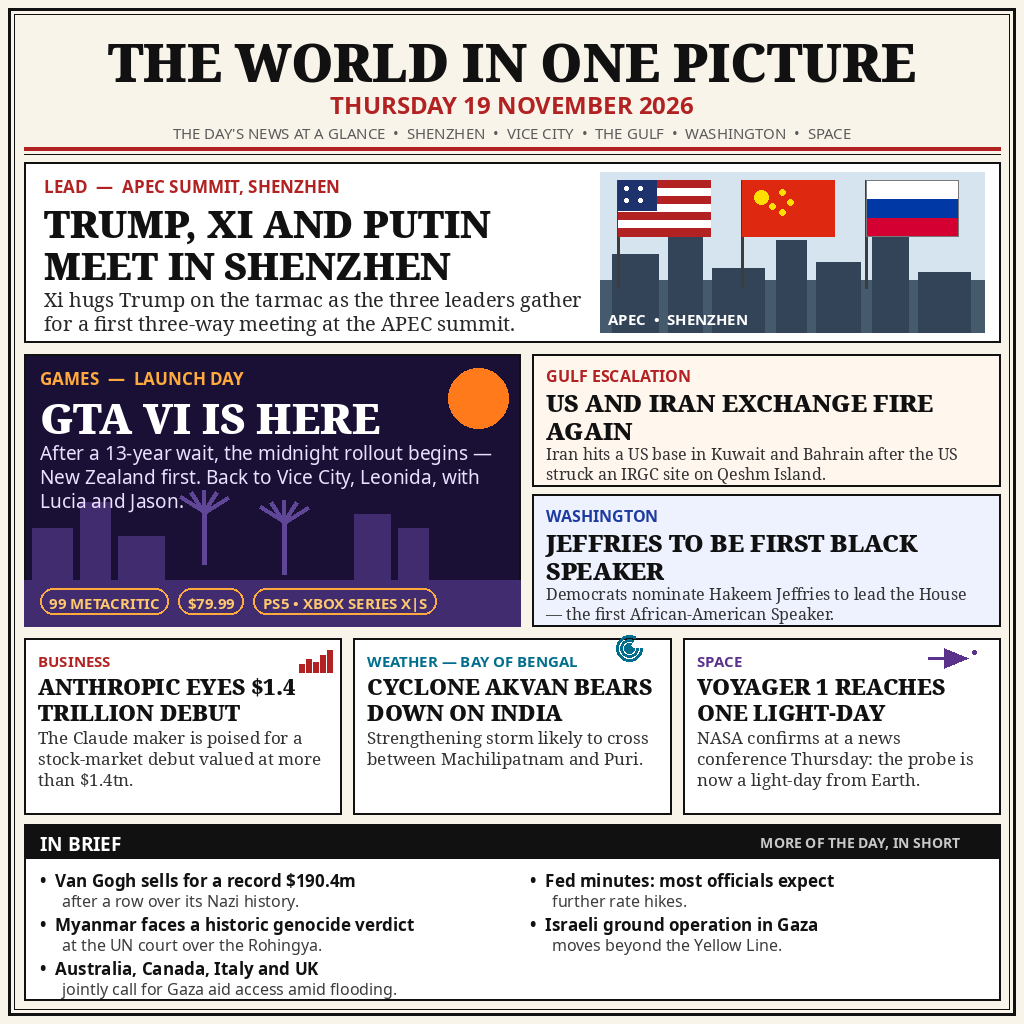 THE WORLD IN ONE PICTURE
THURSDAY 19 NOVEMBER 2026
THE DAY'S NEWS AT A GLANCE • SHENZHEN • VICE CITY • THE GULF • WASHINGTON • SPACE
LEAD — APEC SUMMIT, SHENZHEN
TRUMP, XI AND PUTIN
MEET IN SHENZHEN
Xi hugs Trump on the tarmac as the three leaders gather
for a first three-way meeting at the APEC summit.
APEC • SHENZHEN
GAMES — LAUNCH DAY
GTA VI IS HERE
After a 13-year wait, the midnight rollout begins —
New Zealand first. Back to Vice City, Leonida, with
Lucia and Jason.
99 METACRITIC
$79.99
PS5 • XBOX SERIES X|S
GULF ESCALATION
US AND IRAN EXCHANGE FIRE
AGAIN
Iran hits a US base in Kuwait and Bahrain after the US
struck an IRGC site on Qeshm Island.
WASHINGTON
JEFFRIES TO BE FIRST BLACK
SPEAKER
Democrats nominate Hakeem Jeffries to lead the House
— the first African-American Speaker.
BUSINESS
ANTHROPIC EYES $1.4
TRILLION DEBUT
The Claude maker is poised for a
stock-market debut valued at more
than $1.4tn.
WEATHER — BAY OF BENGAL
CYCLONE AKVAN BEARS
DOWN ON INDIA
Strengthening storm likely to cross
between Machilipatnam and Puri.
SPACE
VOYAGER 1 REACHES
ONE LIGHT-DAY
NASA confirms at a news
conference Thursday: the probe is
now a light-day from Earth.
IN BRIEF
MORE OF THE DAY, IN SHORT
• Van Gogh sells for a record $190.4m
after a row over its Nazi history.
• Myanmar faces a historic genocide verdict
at the UN court over the Rohingya.
• Australia, Canada, Italy and UK
jointly call for Gaza aid access amid flooding.
• Fed minutes: most officials expect
further rate hikes.
• Israeli ground operation in Gaza
moves beyond the Yellow Line.